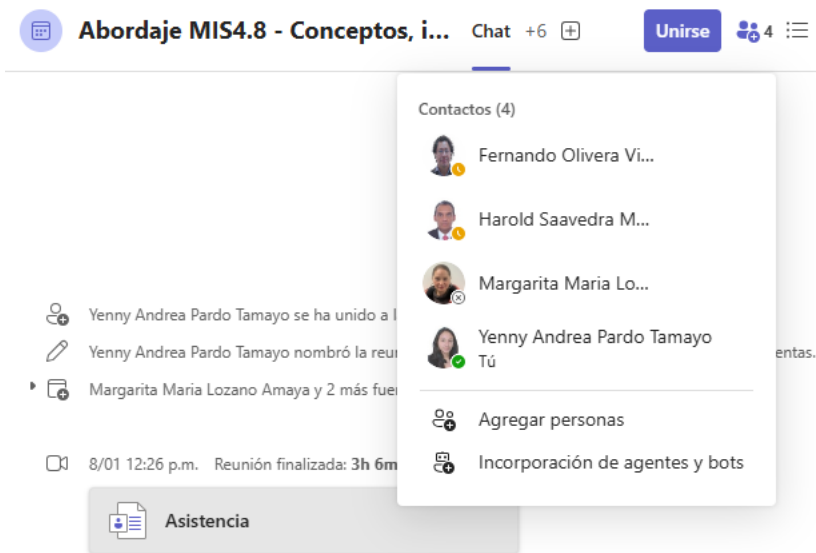 Abordaje MIS4.8 - Conceptos, i... Chat +6 Unirse 4
Contactos (4)
Fernando Olivera Vi...
Harold Saavedra M...
Margarita Maria Lo...
Yenny Andrea Pardo Tamayo
Tú
Agregar personas
Incorporación de agentes y bots
Yenny Andrea Pardo Tamayo se ha unido a l
Yenny Andrea Pardo Tamayo nombró la reu entas.
Margarita Maria Lozano Amaya y 2 más fue
8/01 12:26 p.m. Reunión finalizada: 3h 6m
Asistencia